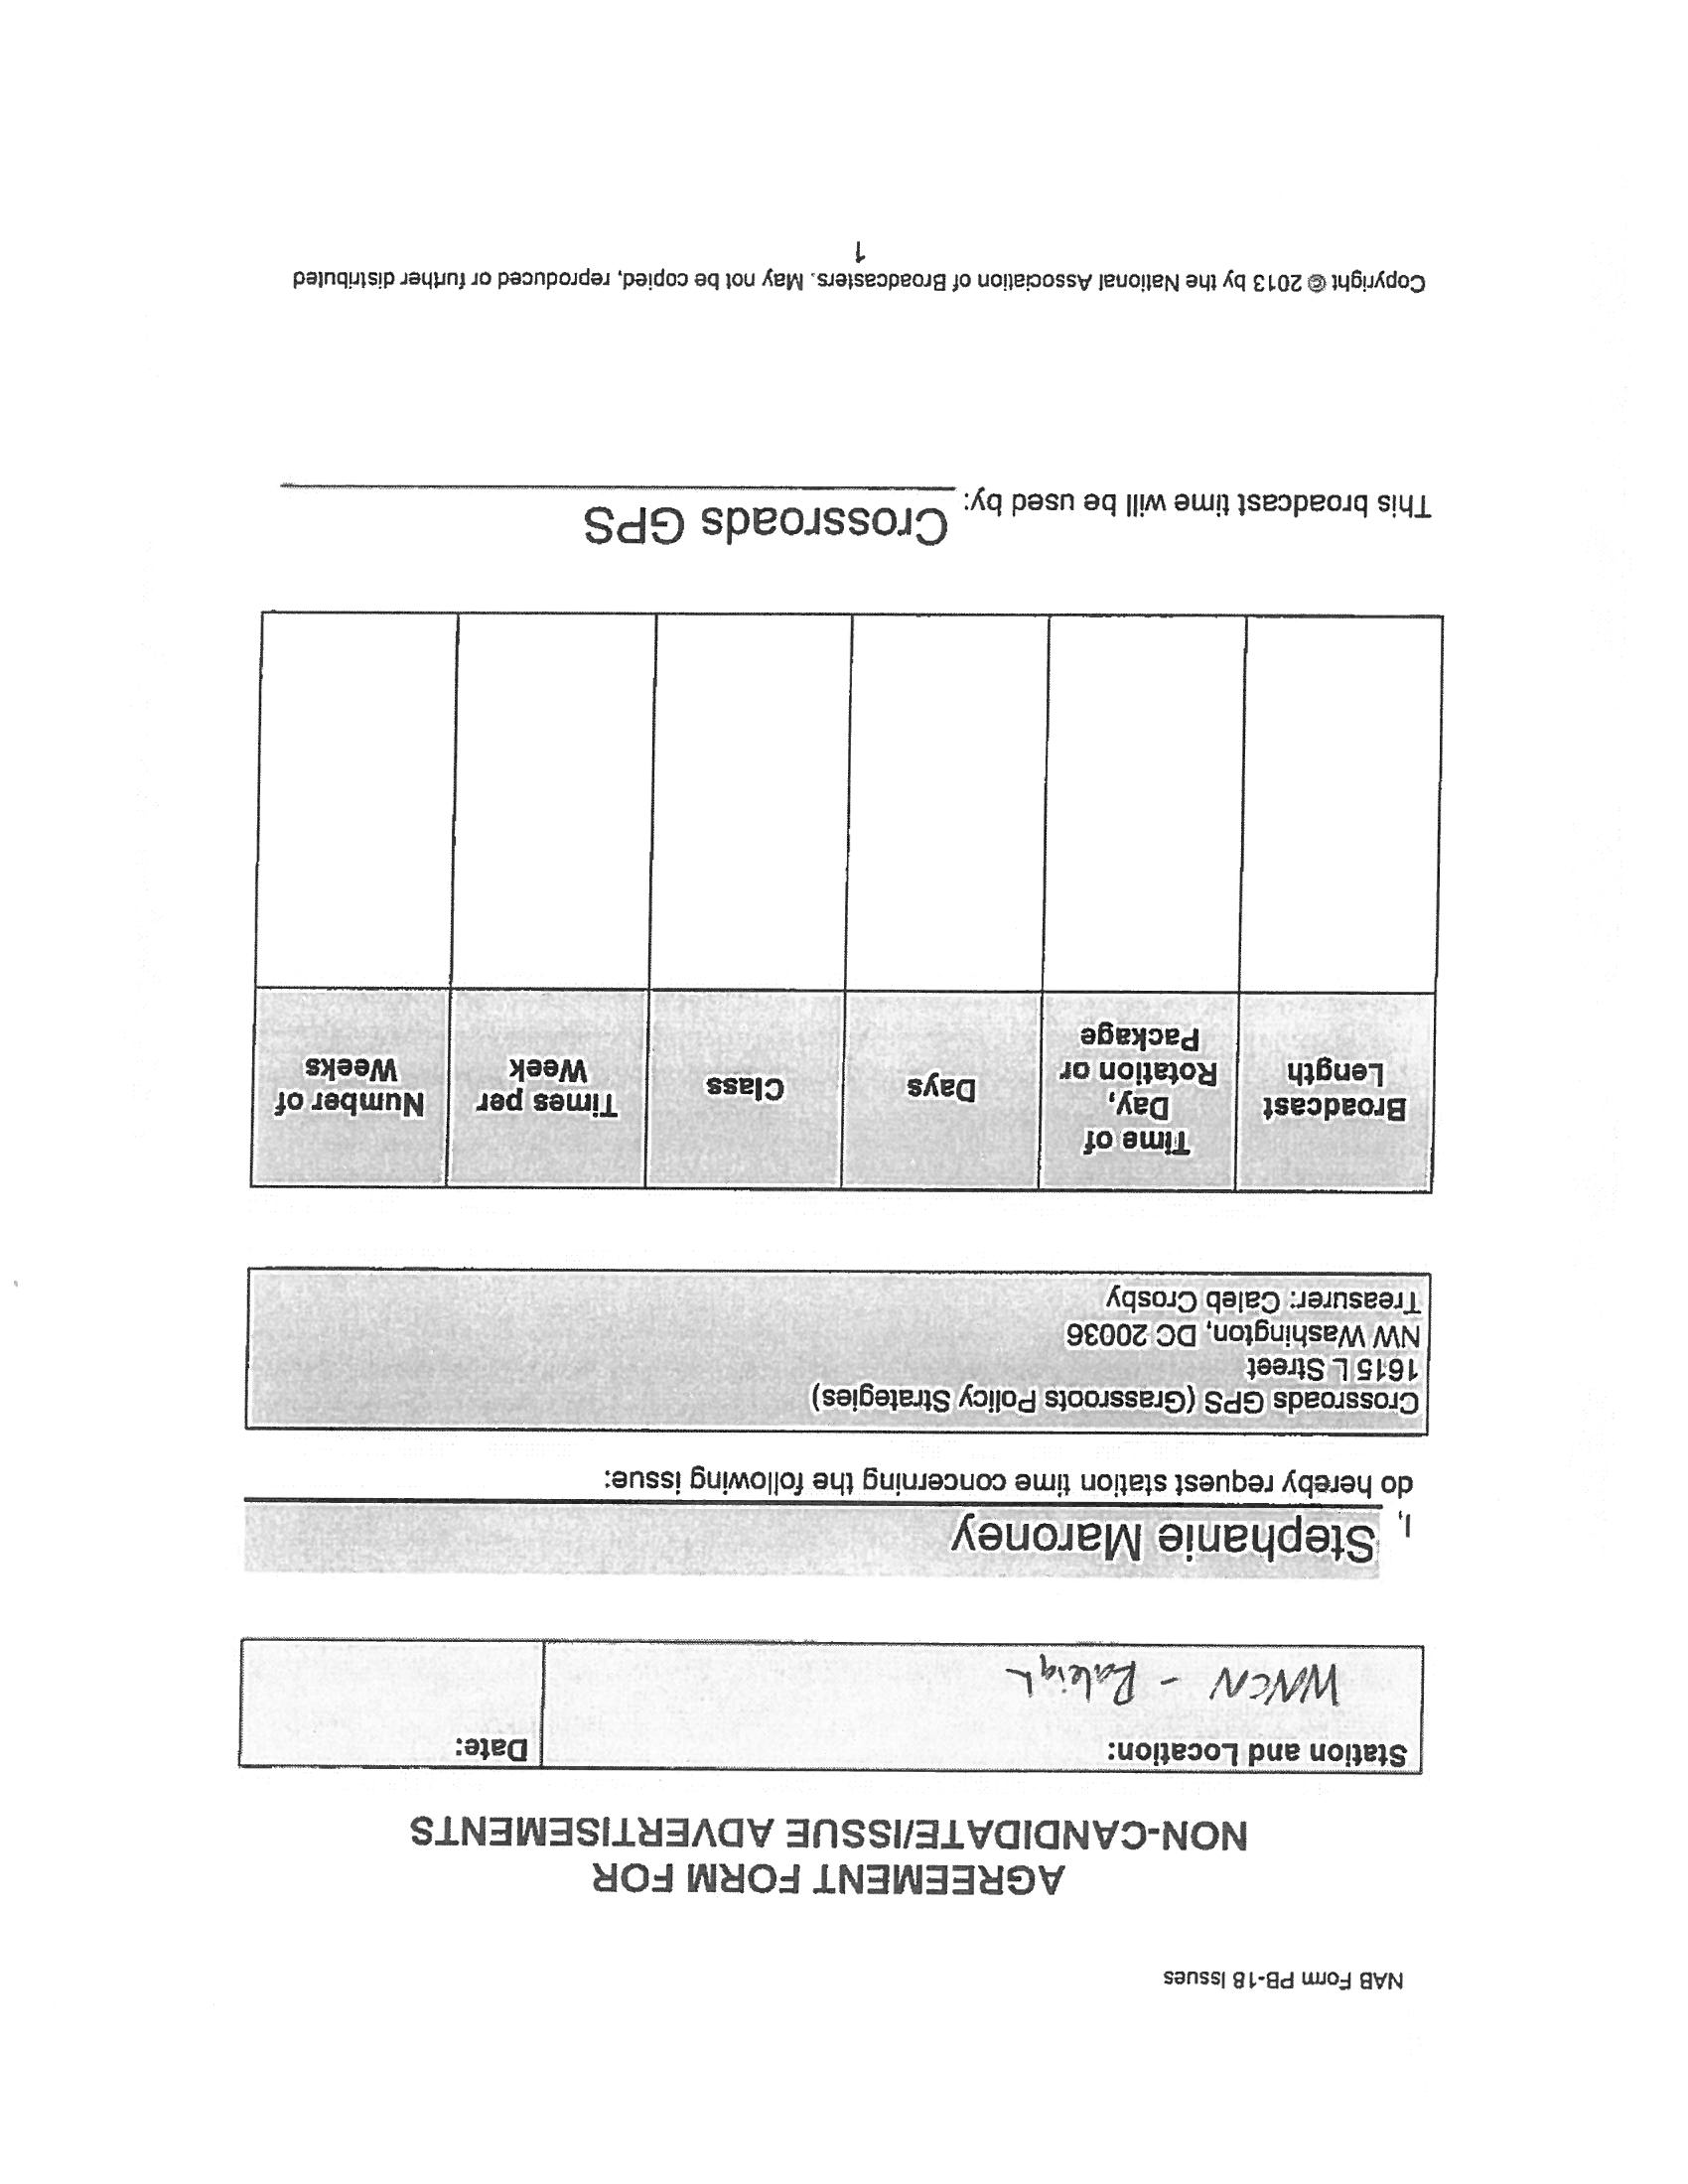 NAB Form PB-18 Issues
AGREEMENT FORM FOR
NON-CANDIDATE/ISSUE ADVERTISEMENTS
Station and Location:
Date:
WNCN - Raleigh
I, Stephanie Maroney
do hereby request station time concerning the following issue:
Crossroads GPS (Grassroots Policy Strategies)
1615 L Street
NW Washington, DC 20036
Treasurer: Caleb Crosby
Broadcast
Length
Time of
Day,
Rotation or
Package
Days
Class
Times per
Week
Number of
Weeks
This broadcast time will be used by: Crossroads GPS
Copyright © 2013 by the National Association of Broadcasters. May not be copied, reproduced or further distributed
1